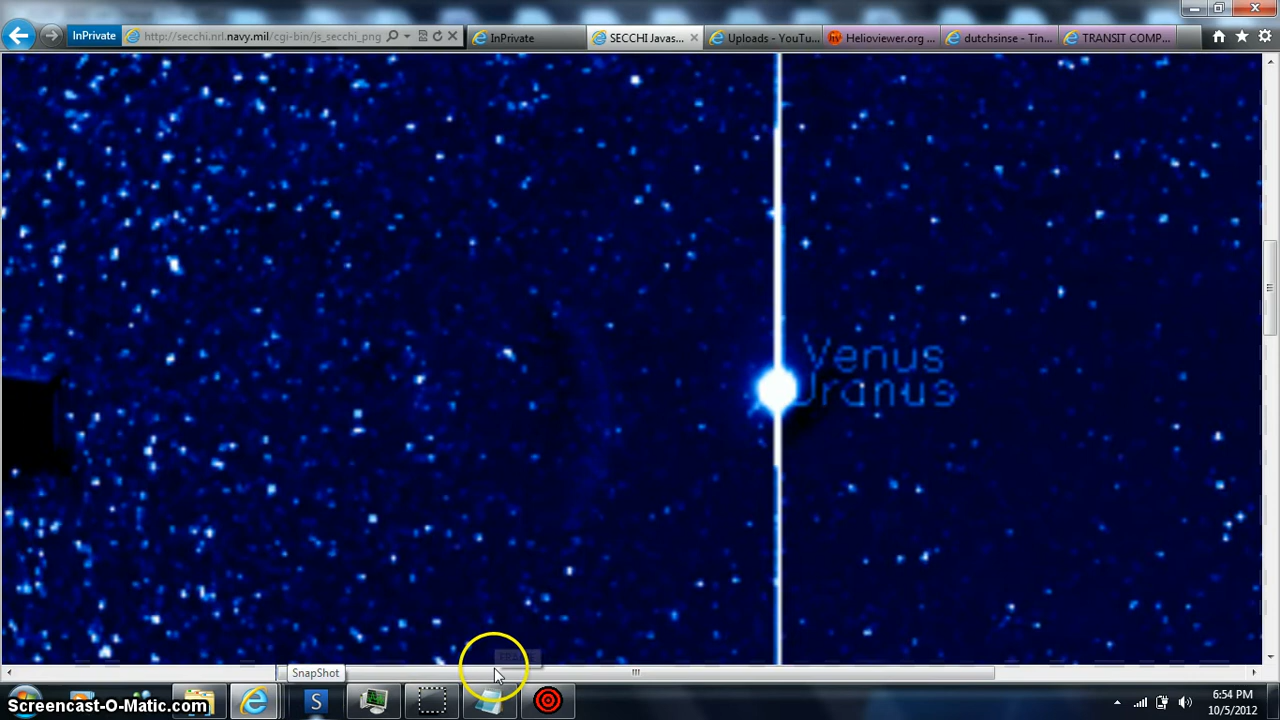 InPrivate
http://secchi.nrl.navy.mil/cgi-bin/js_secchi_png
InPrivate
SECCHI Javas...
Uploads - YouTu...
Helioviewer.org ...
dutchsinse - Tin...
TRANSIT COMP...
Venus
Uranus
SnapShot
Screencast-O-Matic.com
6:54 PM
10/5/2012